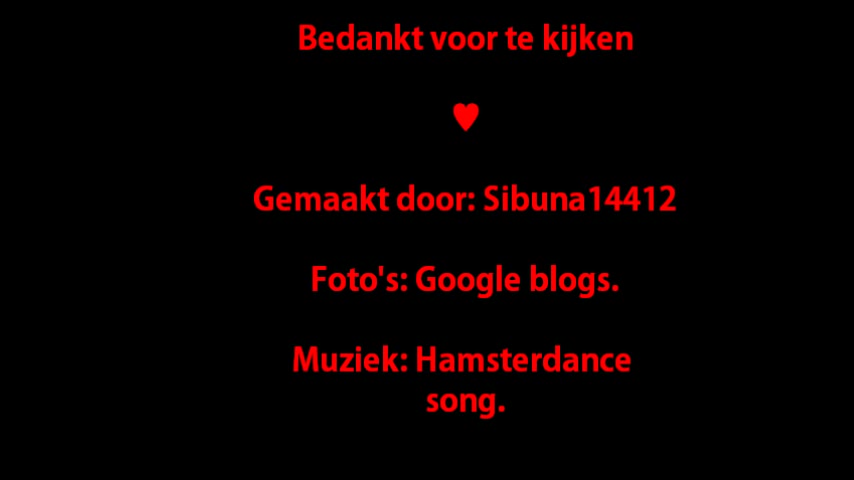 Bedankt voor te kijken
♥
Gemaakt door: Sibuna14412
Foto's: Google blogs.
Muziek: Hamsterdance
song.